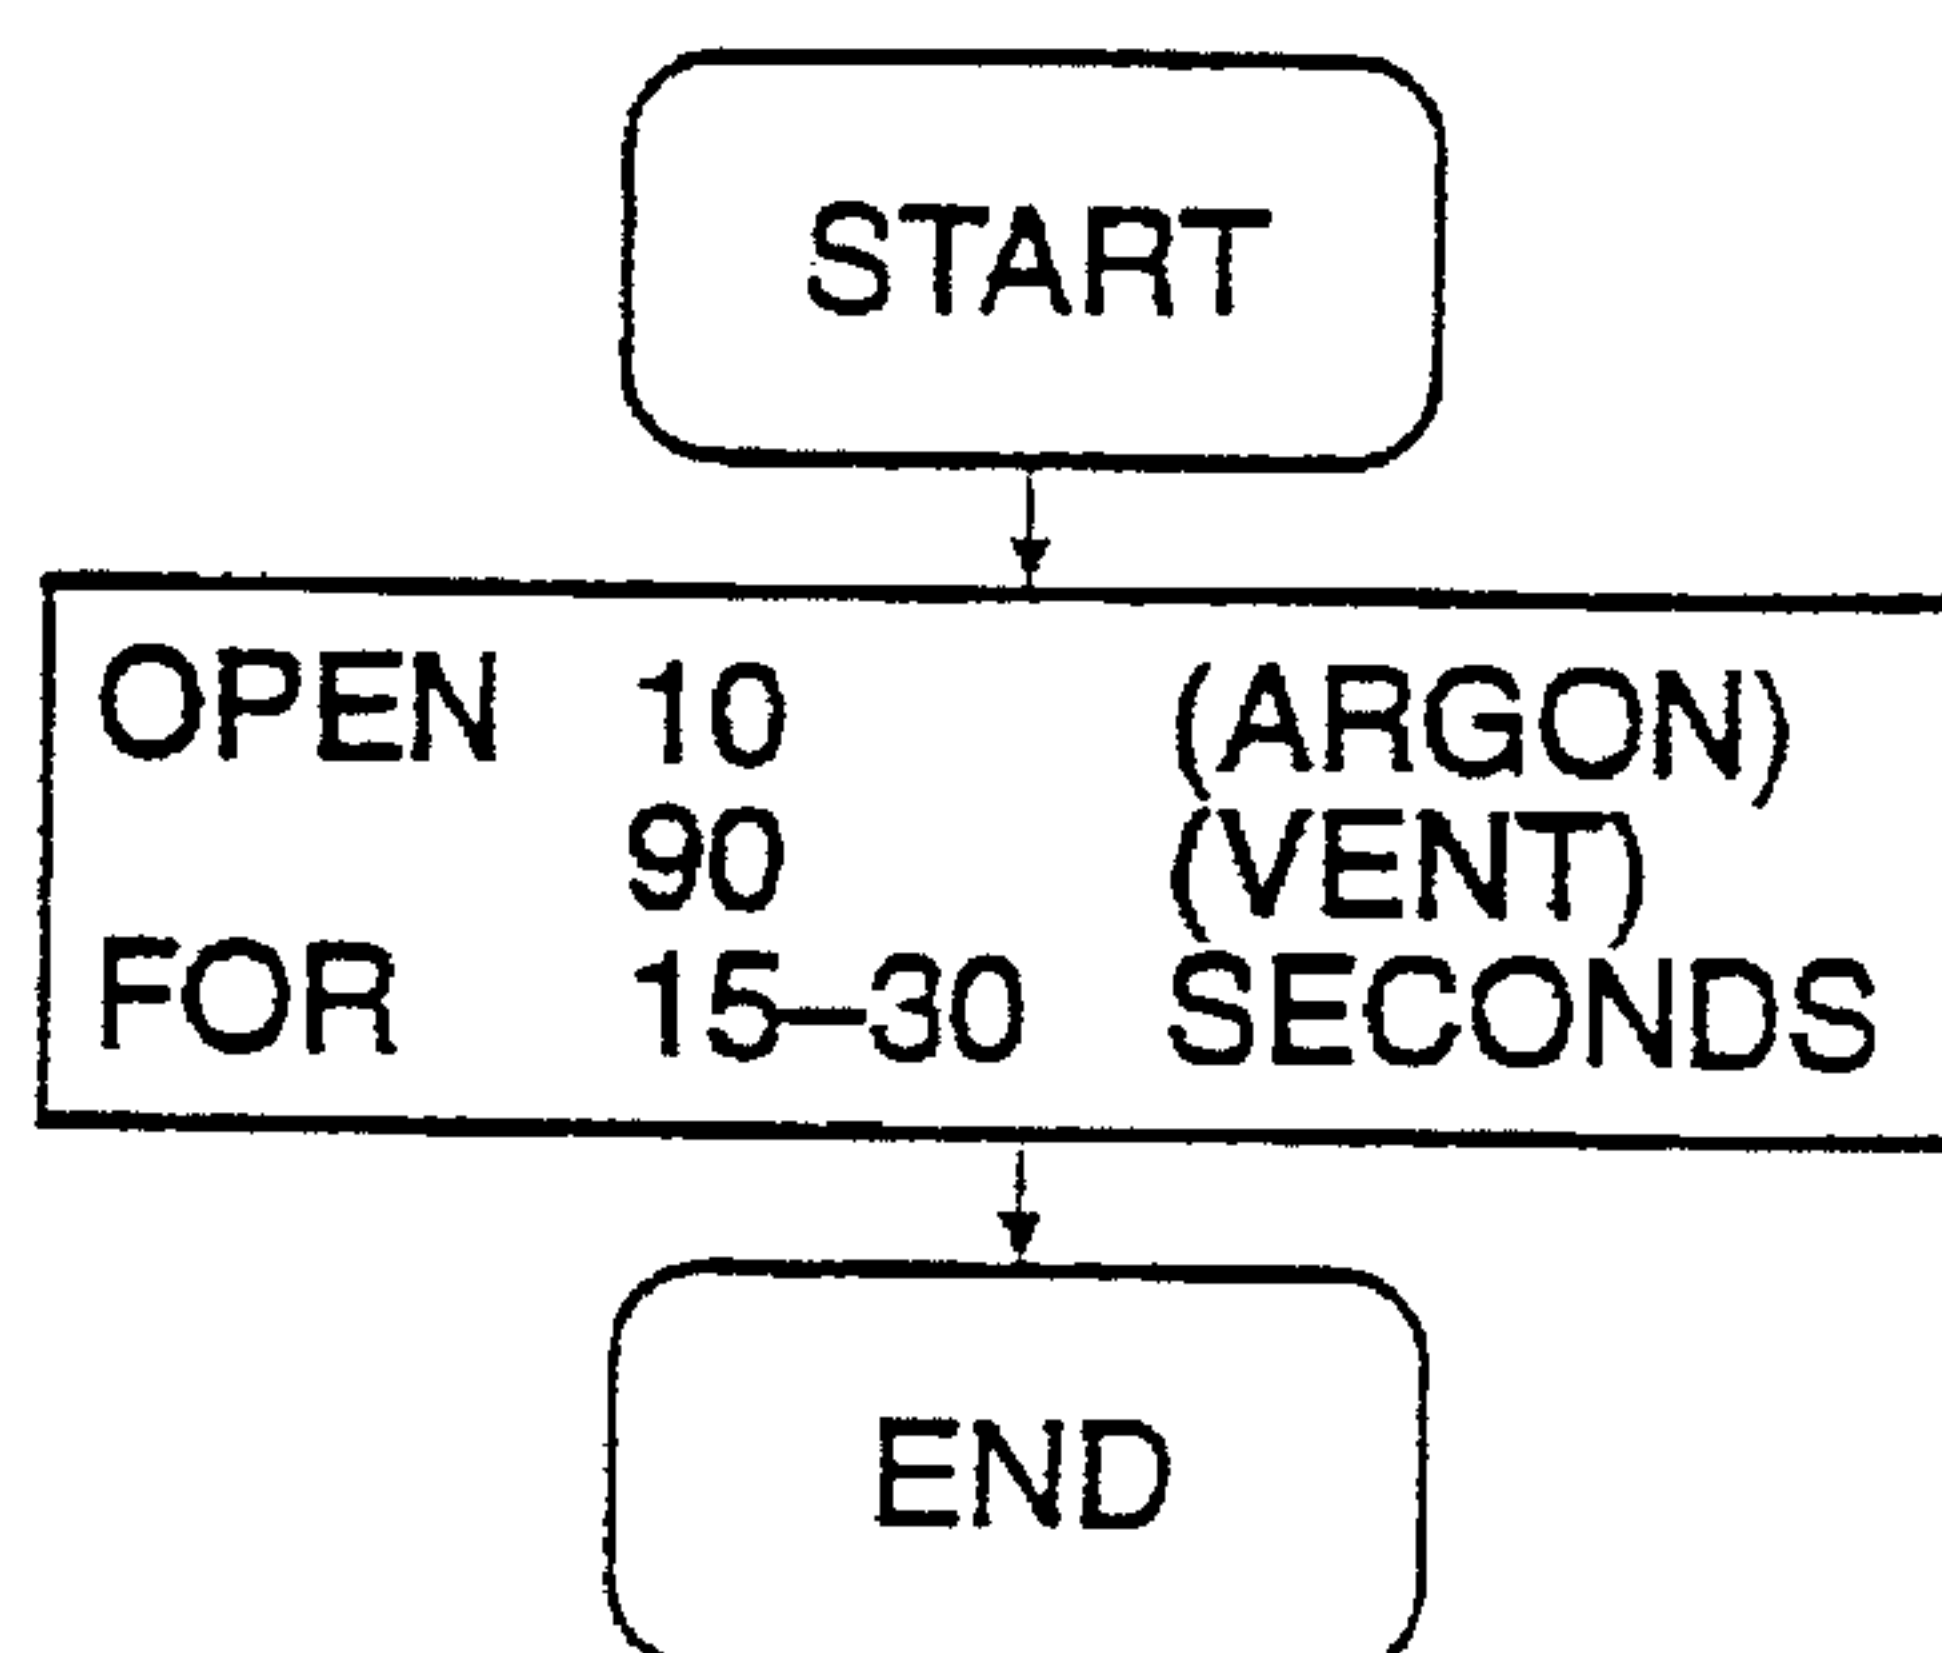 START
OPEN 10 (ARGON)
90 (VENT)
FOR 15–30 SECONDS
END